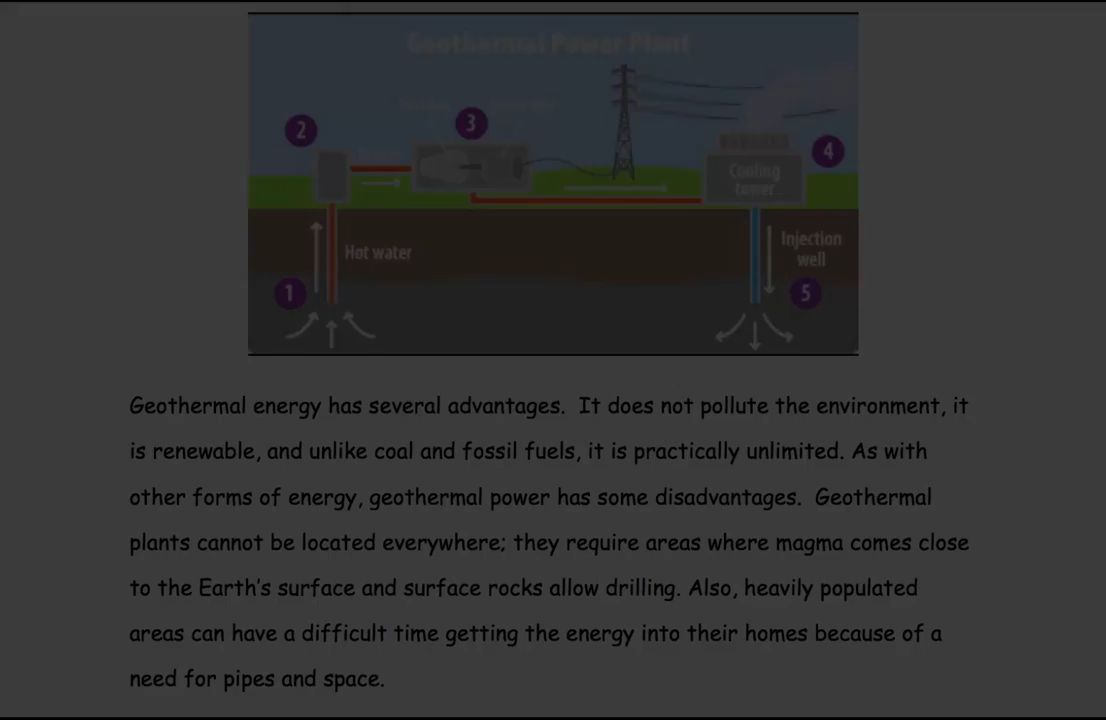 Geothermal Power Plant
2
3
4
Cooling
tower
Hot water
Injection
well
1
5
Geothermal energy has several advantages.  It does not pollute the environment, it
is renewable, and unlike coal and fossil fuels, it is practically unlimited. As with
other forms of energy, geothermal power has some disadvantages.  Geothermal
plants cannot be located everywhere; they require areas where magma comes close
to the Earth’s surface and surface rocks allow drilling. Also, heavily populated
areas can have a difficult time getting the energy into their homes because of a
need for pipes and space.